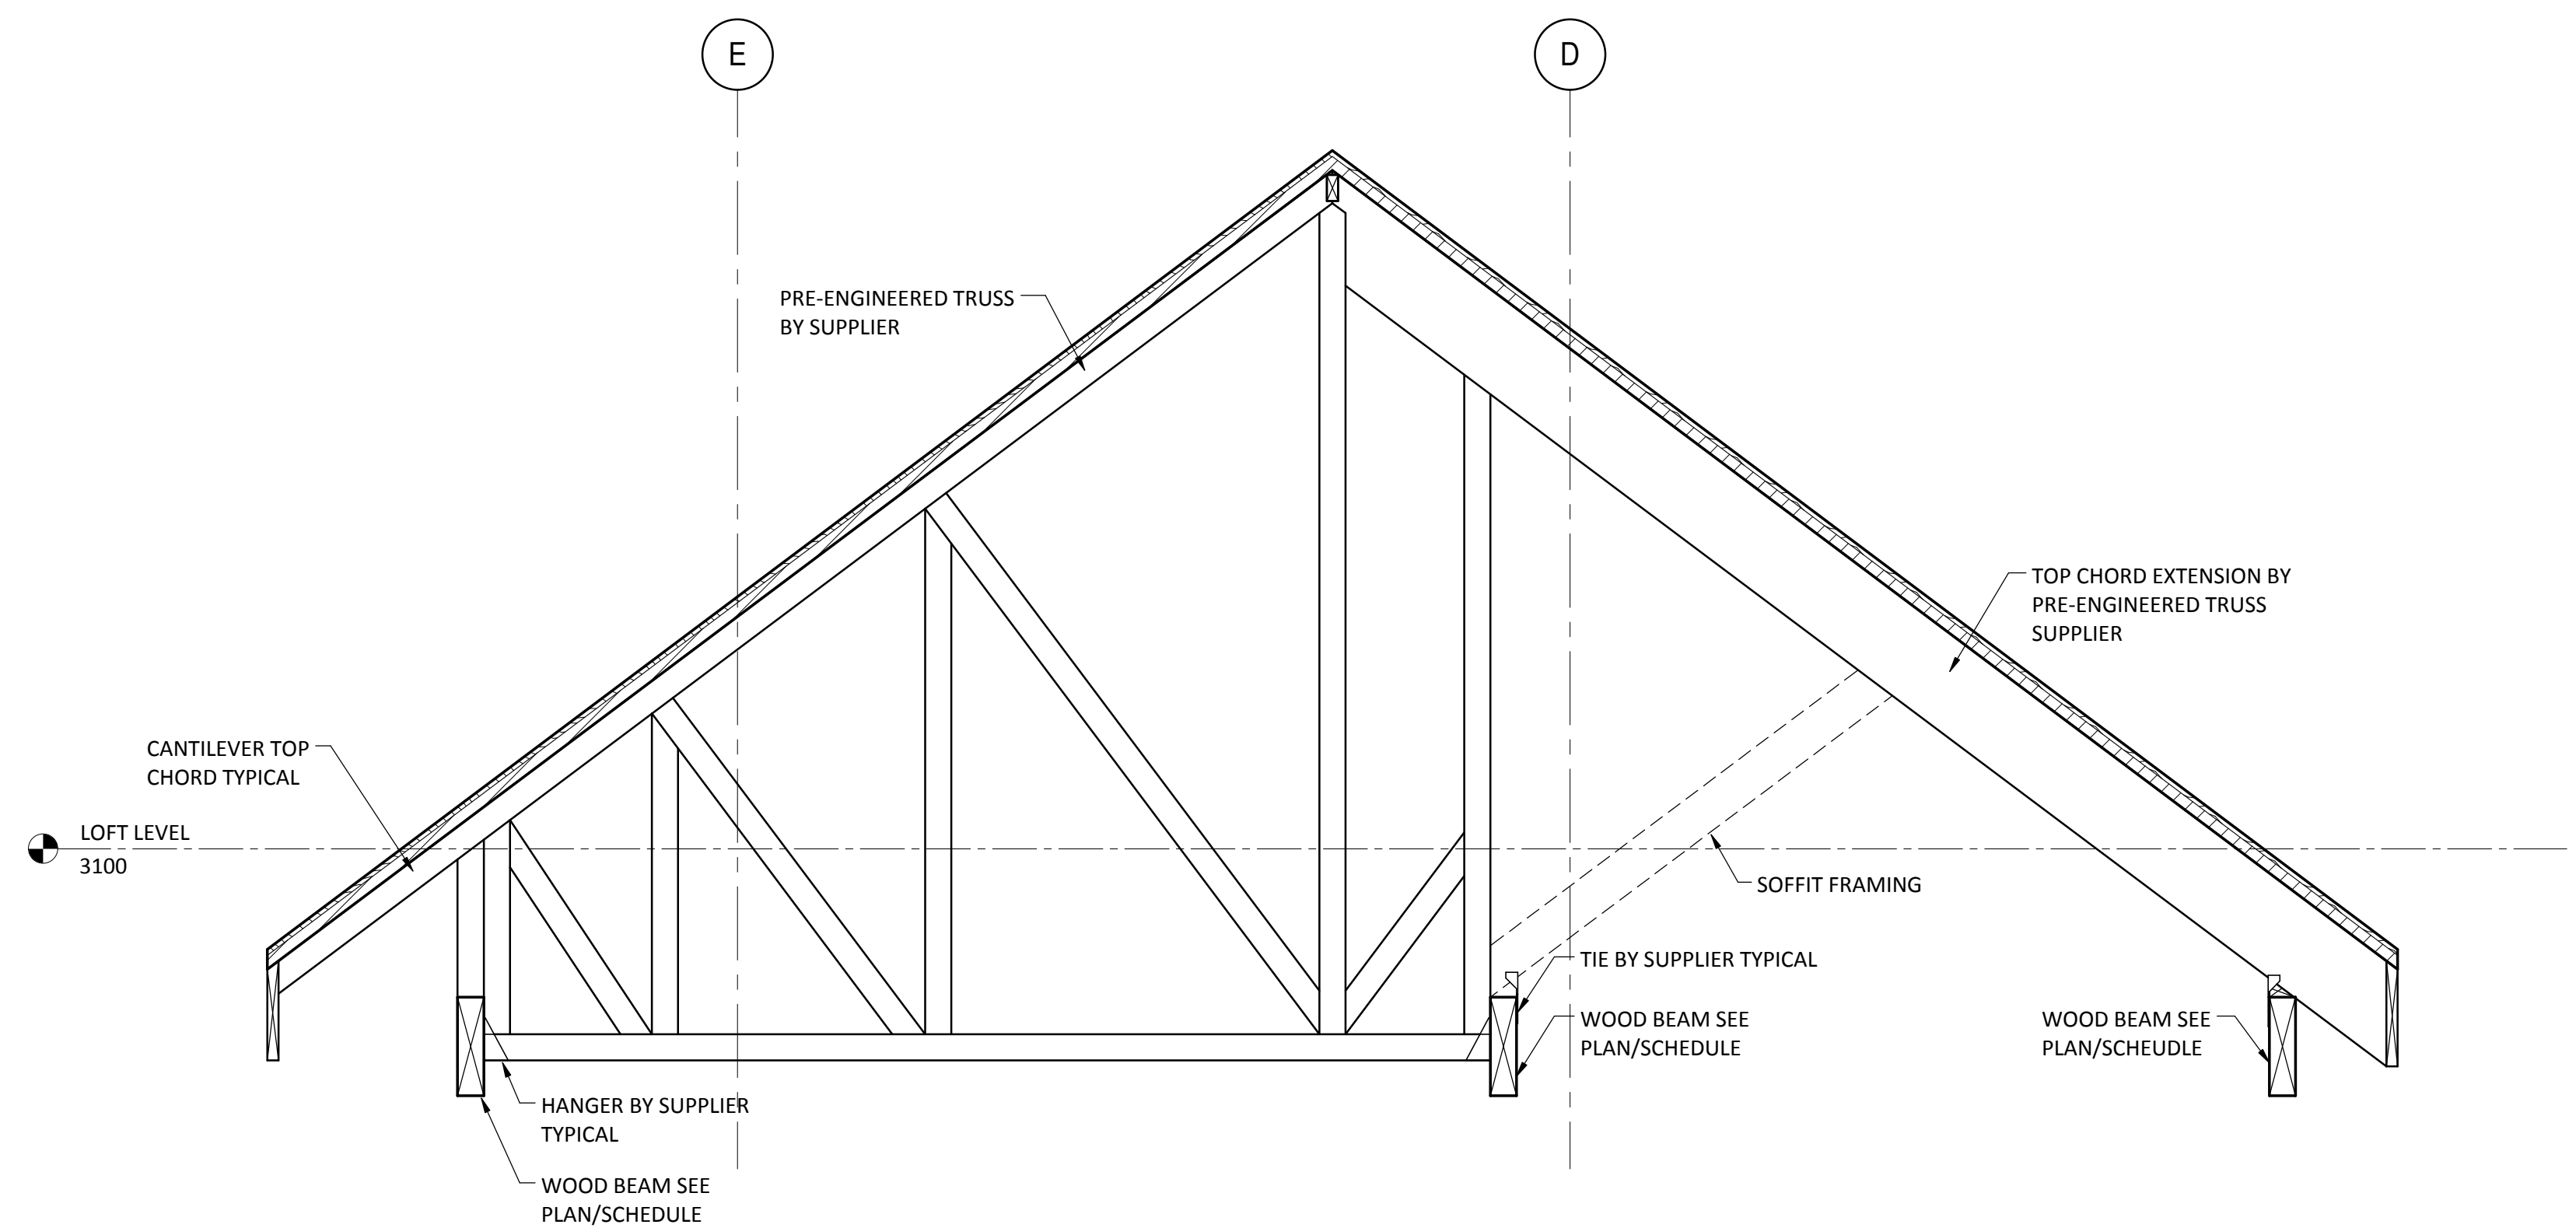 E
D
PRE-ENGINEERED TRUSS
BY SUPPLIER
TOP CHORD EXTENSION BY
PRE-ENGINEERED TRUSS
SUPPLIER
CANTILEVER TOP
CHORD TYPICAL
LOFT LEVEL
3100
SOFFIT FRAMING
TIE BY SUPPLIER TYPICAL
WOOD BEAM SEE
PLAN/SCHEDULE
WOOD BEAM SEE
PLAN/SCHEUDLE
HANGER BY SUPPLIER
TYPICAL
WOOD BEAM SEE
PLAN/SCHEDULE